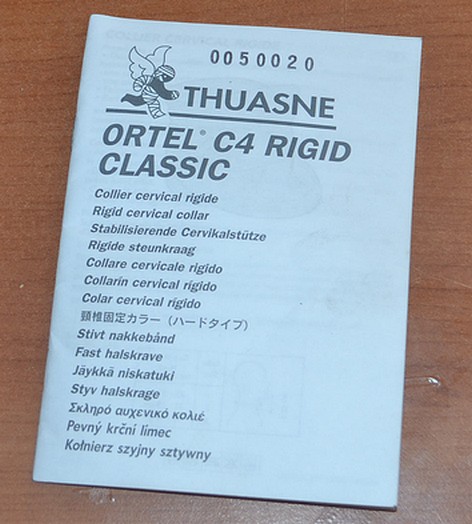 0050020
THUASNE
ORTEL® C4 RIGID
CLASSIC
Collier cervical rigide
Rigid cervical collar
Stabilisierende Cervikalstütze
Rigide steunkraag
Collare cervicale rigido
Collarín cervical rígido
Colar cervical rígido
頸椎固定カラー（ハードタイプ）
Stivt nakkebånd
Fast halskrave
Jäykkä niskatuki
Styv halskrage
Σκληρό αυχενικό κολιέ
Pevný krční límec
Kołnierz szyjny sztywny